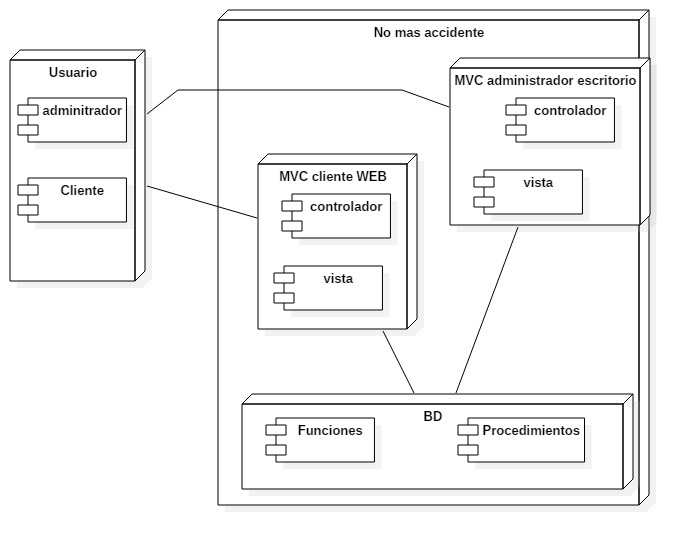 No mas accidente
Usuario
adminitrador
Cliente
MVC administrador escritorio
controlador
vista
MVC cliente WEB
controlador
vista
BD
Funciones
Procedimientos